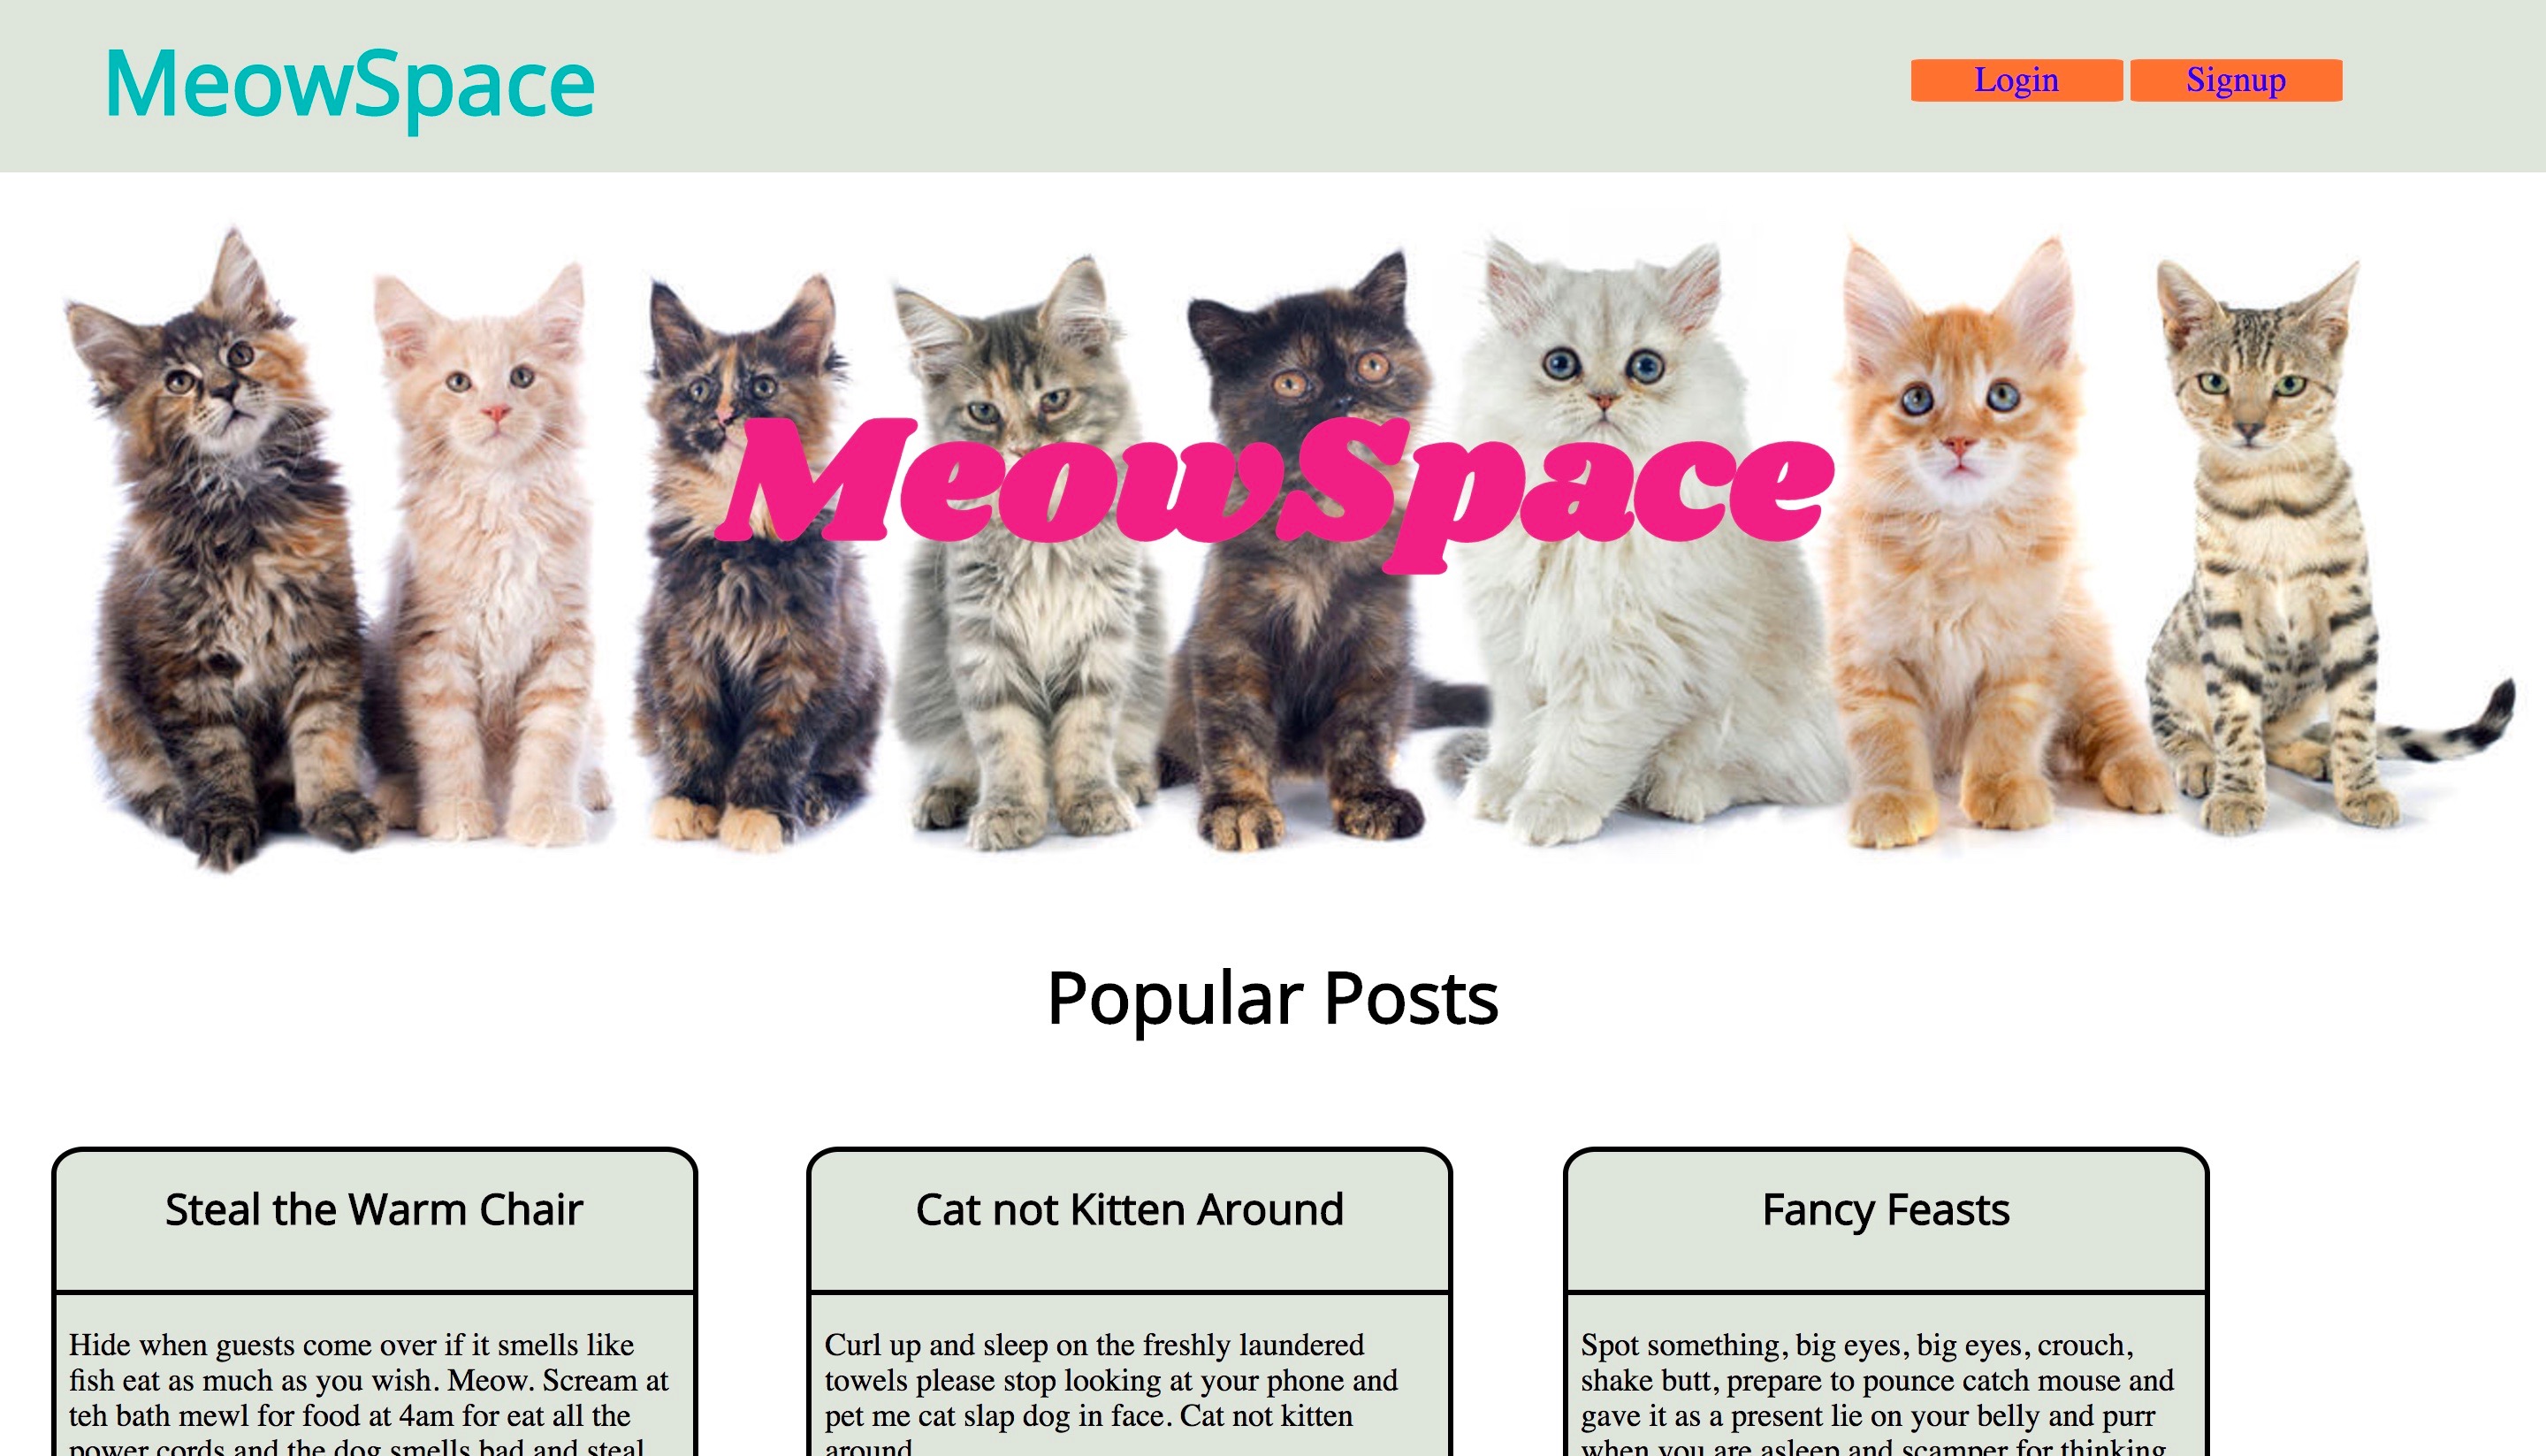 MeowSpace
Login Signup
MeowSpace
Popular Posts
Steal the Warm Chair
Hide when guests come over if it smells like
fish eat as much as you wish. Meow. Scream at
teh bath mewl for food at 4am for eat all the
power cords and the dog smells bad and steal
Cat not Kitten Around
Curl up and sleep on the freshly laundered
towels please stop looking at your phone and
pet me cat slap dog in face. Cat not kitten
around
Fancy Feasts
Spot something, big eyes, big eyes, crouch,
shake butt, prepare to pounce catch mouse and
gave it as a present lie on your belly and purr
when you are asleep and scamper for thinking